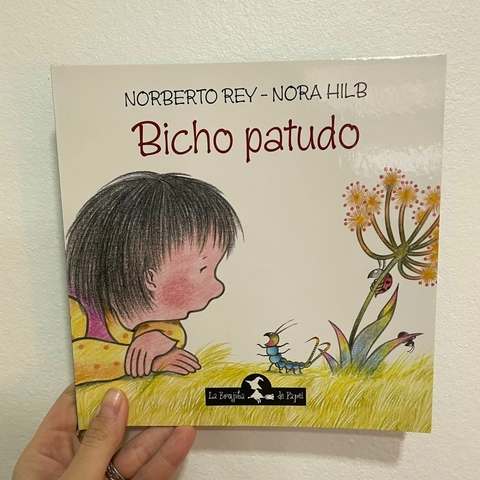 NORBERTO REY - NORA HILB
Bicho patudo
La Brujita de Papel